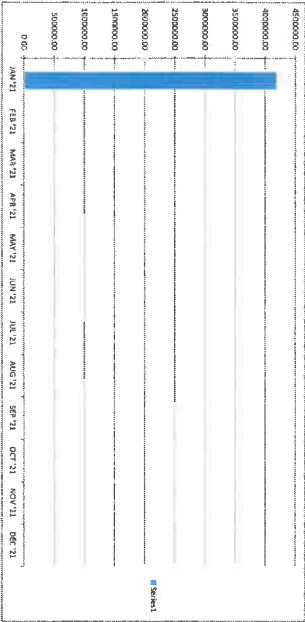 4500000.00
4000000.00
3500000.00
3000000.00
2500000.00
2000000.00
1500000.00
1000000.00
500000.00
0.00
JAN '21
FEB '21
MAR '21
APR '21
MAY '21
JUN '21
JUL '21
AUG '21
SEP '21
OCT '21
NOV '21
DEC '21
Series1